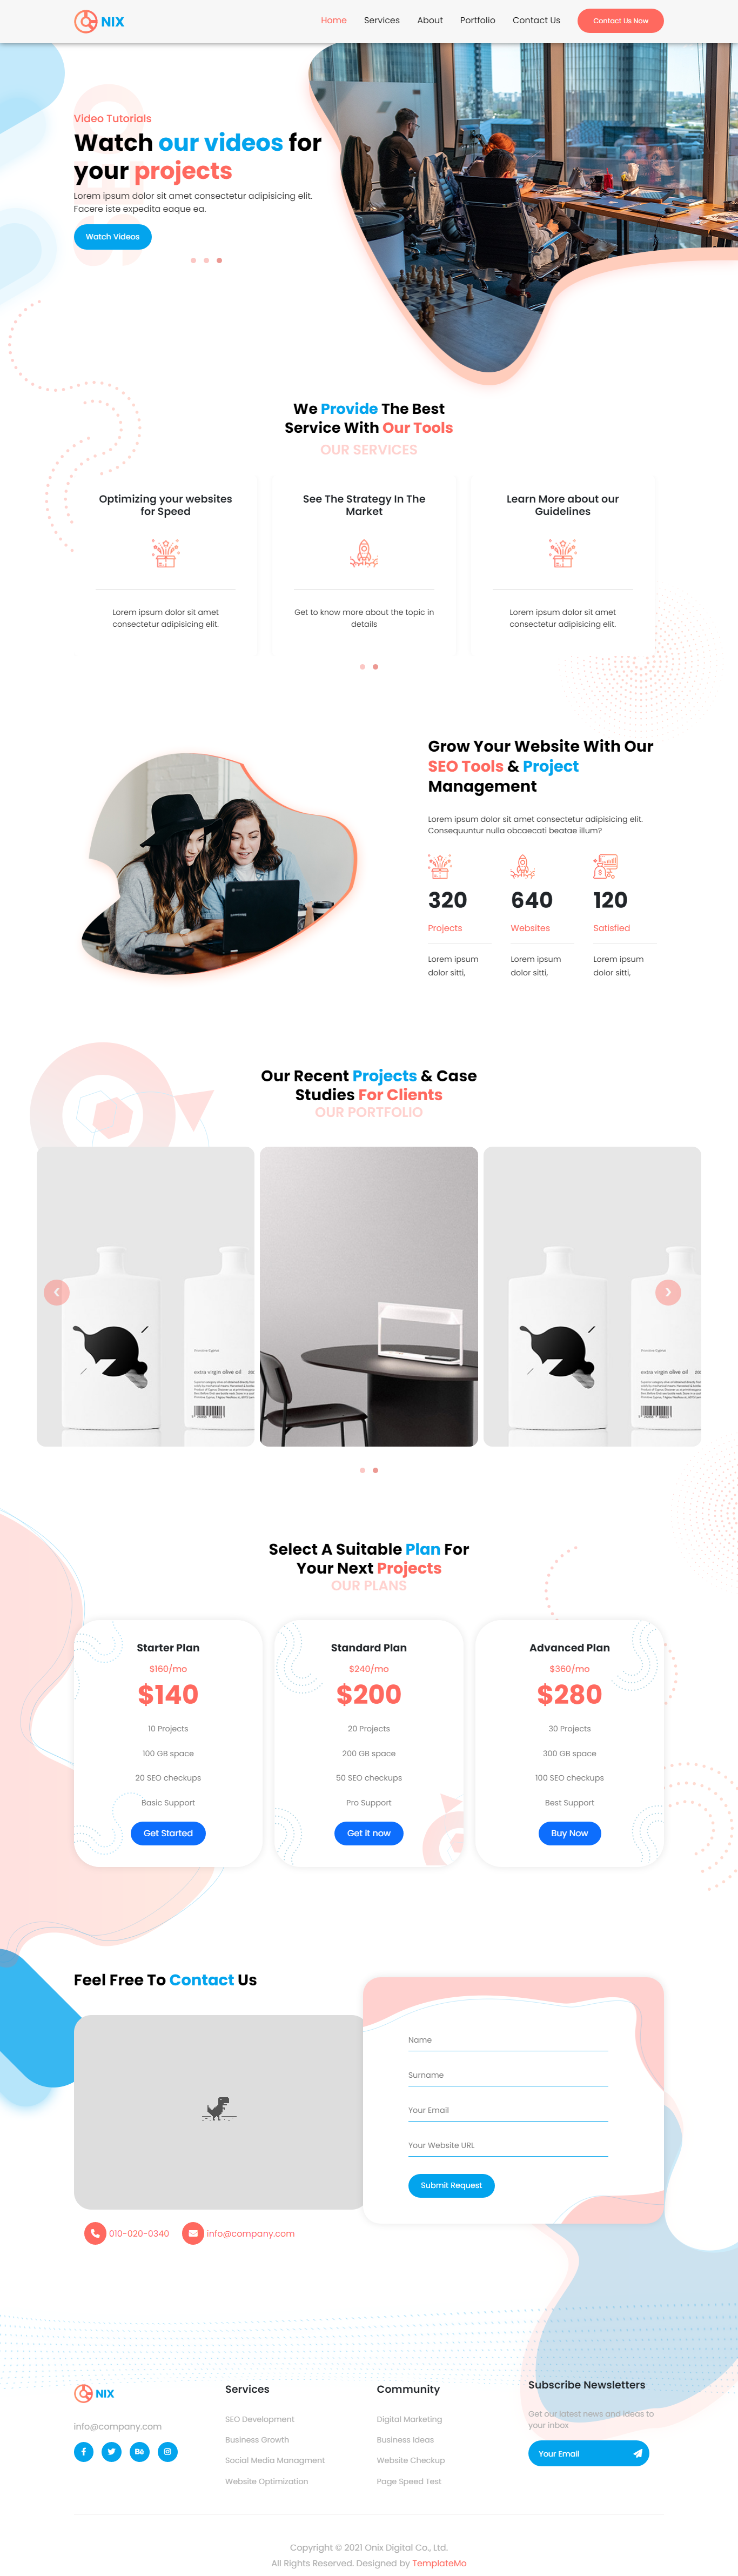 NIX
Home
Services
About
Portfolio
Contact Us
Contact Us Now
Video Tutorials
Watch our videos for
your projects
Lorem ipsum dolor sit amet consectetur adipisicing elit.
Facere iste expedita eaque ea.
Watch Videos
We Provide The Best
Service With Our Tools
OUR SERVICES
Optimizing your websites
for Speed
Lorem ipsum dolor sit amet
consectetur adipisicing elit.
See The Strategy In The
Market
Get to know more about the topic in
details
Learn More about our
Guidelines
Lorem ipsum dolor sit amet
consectetur adipisicing elit.
Grow Your Website With Our
SEO Tools & Project
Management
Lorem ipsum dolor sit amet consectetur adipisicing elit.
Consequuntur nulla obcaecati beatae illum?
320
Projects
Lorem ipsum
dolor sitti,
640
Websites
Lorem ipsum
dolor sitti,
120
Satisfied
Lorem ipsum
dolor sitti,
SAMSUNG
Our Recent Projects & Case
Studies For Clients
OUR PORTFOLIO
extra virgin olive oil
extra virgin olive oil
Select A Suitable Plan For
Your Next Projects
OUR PLANS
Starter Plan
$160/mo
$140
10 Projects
100 GB space
20 SEO checkups
Basic Support
Get Started
Standard Plan
$240/mo
$200
20 Projects
200 GB space
50 SEO checkups
Pro Support
Get it now
Advanced Plan
$360/mo
$280
30 Projects
300 GB space
100 SEO checkups
Best Support
Buy Now
Feel Free To Contact Us
010-020-0340
info@company.com
Name
Surname
Your Email
Your Website URL
Submit Request
NIX
info@company.com
Services
SEO Development
Business Growth
Social Media Managment
Website Optimization
Community
Digital Marketing
Business Ideas
Website Checkup
Page Speed Test
Subscribe Newsletters
Get our latest news and ideas to
your inbox
Your Email
Copyright © 2021 Onix Digital Co., Ltd.
All Rights Reserved. Designed by TemplateMo